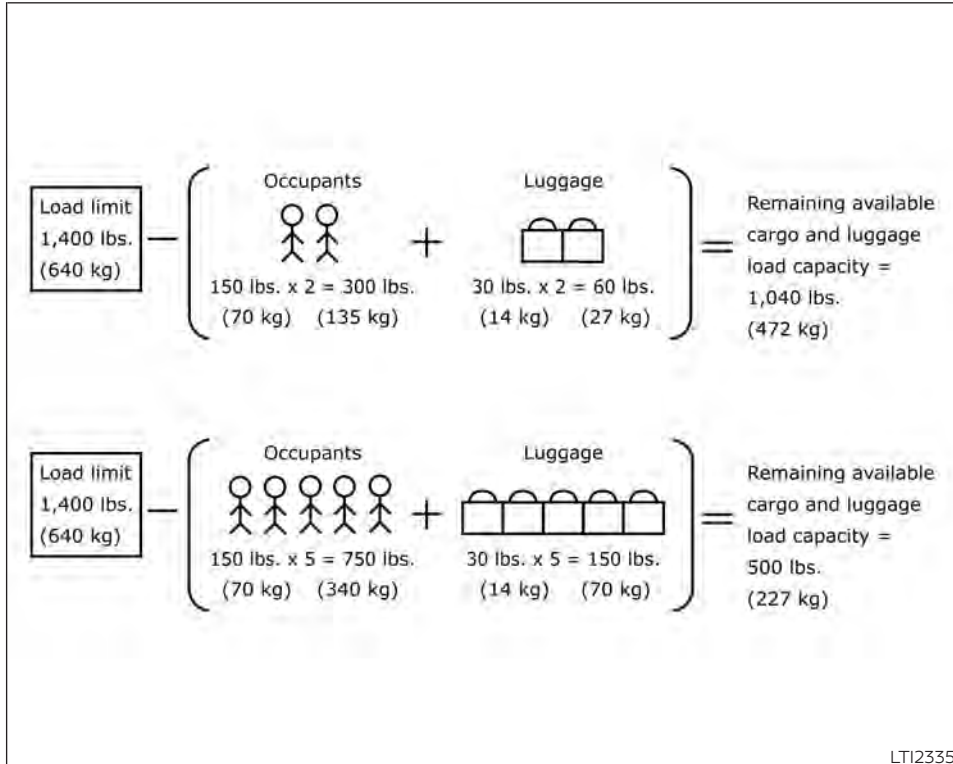 Occupants
Luggage
Load limit
1,400 lbs.
(640 kg)
150 lbs. x 2 = 300 lbs.
(70 kg) (135 kg)
30 lbs. x 2 = 60 lbs.
(14 kg) (27 kg)
Remaining available
cargo and luggage
load capacity =
1,040 lbs.
(472 kg)
Occupants
Luggage
Load limit
1,400 lbs.
(640 kg)
150 lbs. x 5 = 750 lbs.
(70 kg) (340 kg)
30 lbs. x 5 = 150 lbs.
(14 kg) (70 kg)
Remaining available
cargo and luggage
load capacity =
500 lbs.
(227 kg)
LTI2335